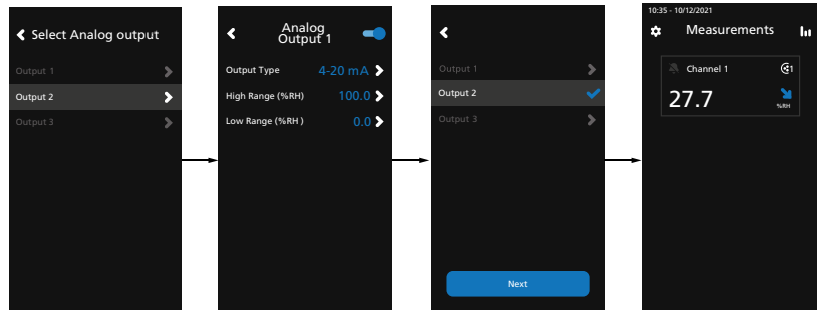 Select Analog output
Output 1
Output 2
Output 3
Analog
Output 1
Output Type 4-20 mA
High Range (%RH) 100.0
Low Range (%RH ) 0.0
Output 1
Output 2
Output 3
Next
10:35 - 10/12/2021
Measurements
Channel 1 1
27.7 %RH